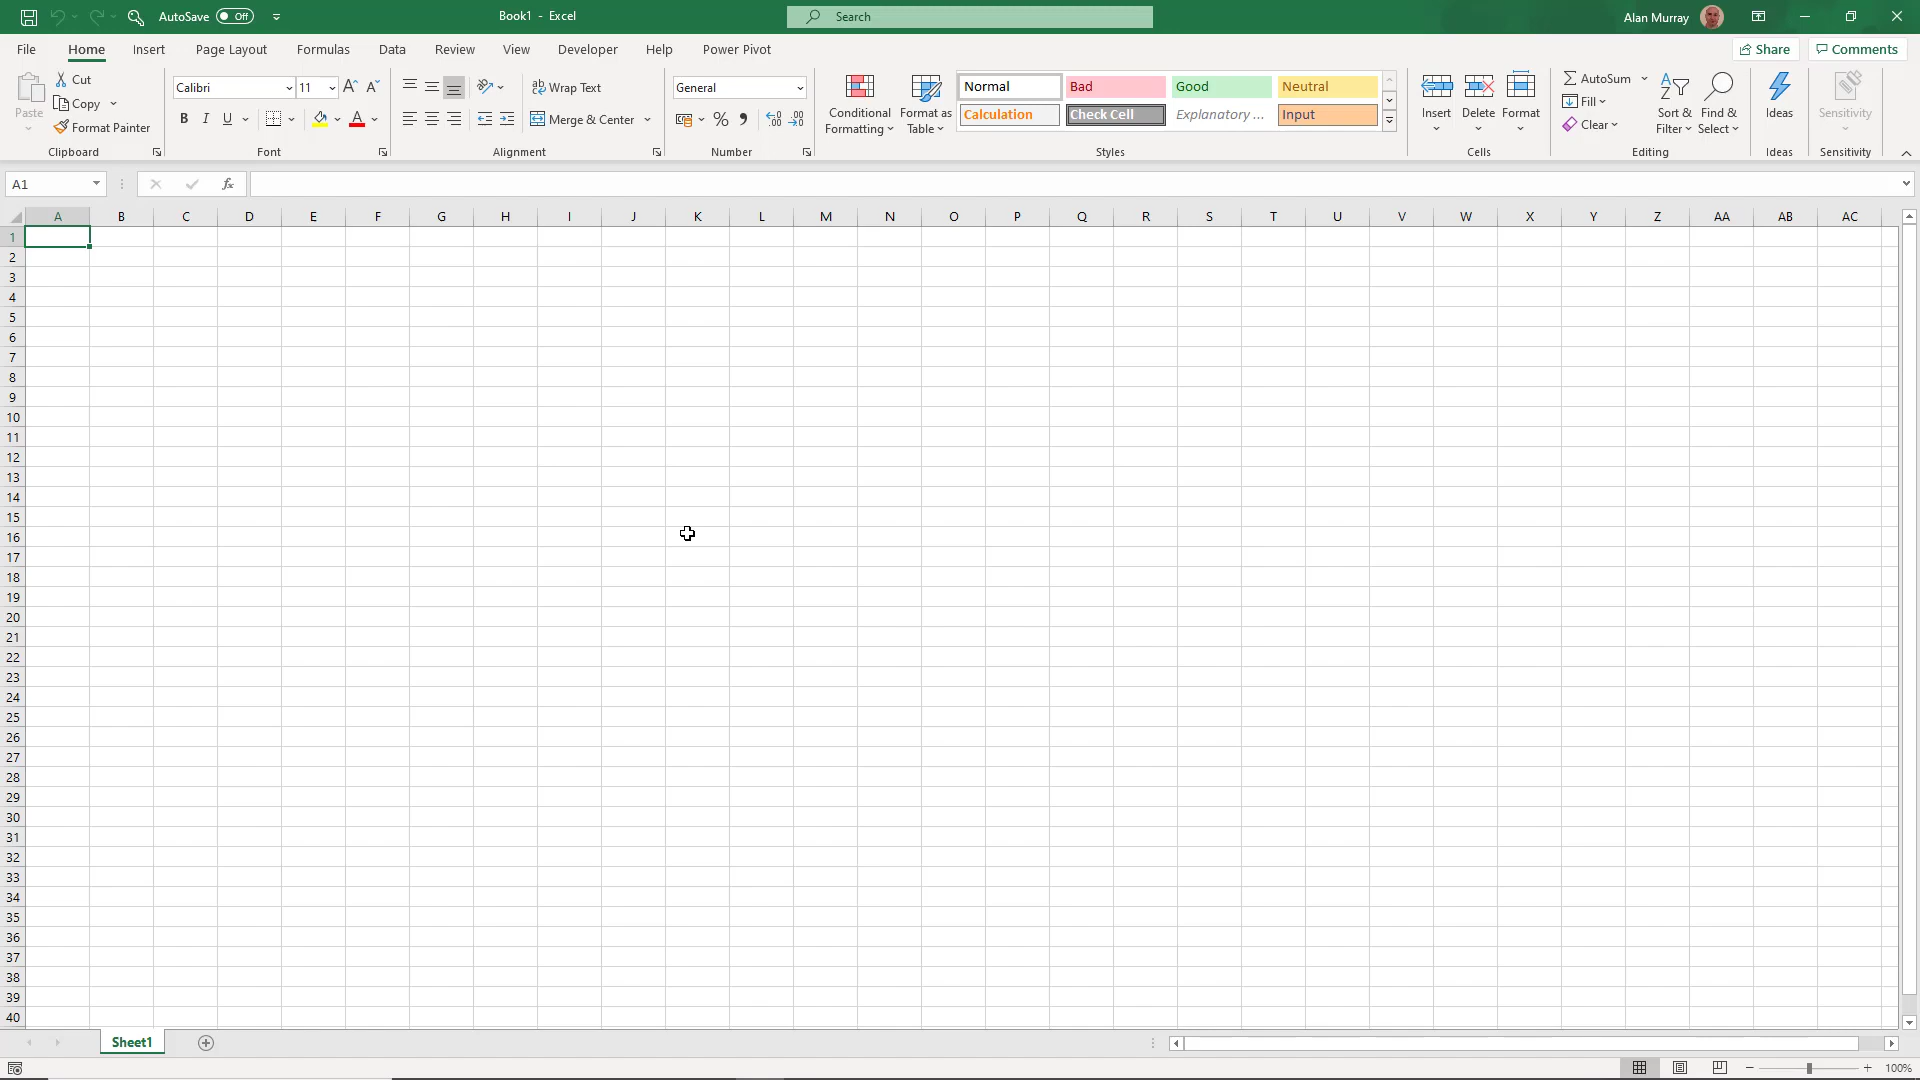 AutoSave Off
Book1 - Excel
Search
Alan Murray
File Home Insert Page Layout Formulas Data Review View Developer Help Power Pivot
Share Comments
Paste
Cut
Copy
Format Painter
Clipboard
Calibri 11
B I U A
Font
Wrap Text
Merge & Center
Alignment
General
%
Number
Conditional Formatting
Format as Table
Normal Bad Good Neutral
Calculation Check Cell Explanatory ... Input
Styles
Insert Delete Format
Cells
AutoSum
Fill
Clear
Sort & Filter
Find & Select
Editing
Ideas
Ideas
Sensitivity
Sensitivity
A1 fx
A B C D E F G H I J K L M N O P Q R S T U V W X Y Z AA AB AC
1
2
3
4
5
6
7
8
9
10
11
12
13
14
15
16
17
18
19
20
21
22
23
24
25
26
27
28
29
30
31
32
33
34
35
36
37
38
39
40
Sheet1
100%